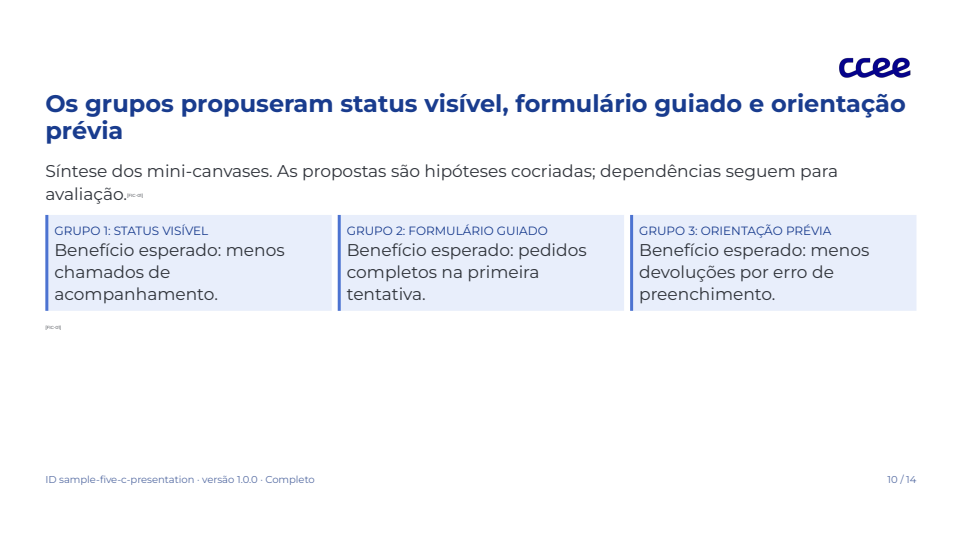 ccee
Os grupos propuseram status visível, formulário guiado e orientação
prévia
Síntese dos mini-canvases. As propostas são hipóteses cocriadas; dependências seguem para
avaliação.
GRUPO 1: STATUS VISÍVEL
Benefício esperado: menos
chamados de
acompanhamento.
GRUPO 2: FORMULÁRIO GUIADO
Benefício esperado: pedidos
completos na primeira
tentativa.
GRUPO 3: ORIENTAÇÃO PRÉVIA
Benefício esperado: menos
devoluções por erro de
preenchimento.
ID sample-five-c-presentation · versão 1.0.0 · Completo
10 / 14